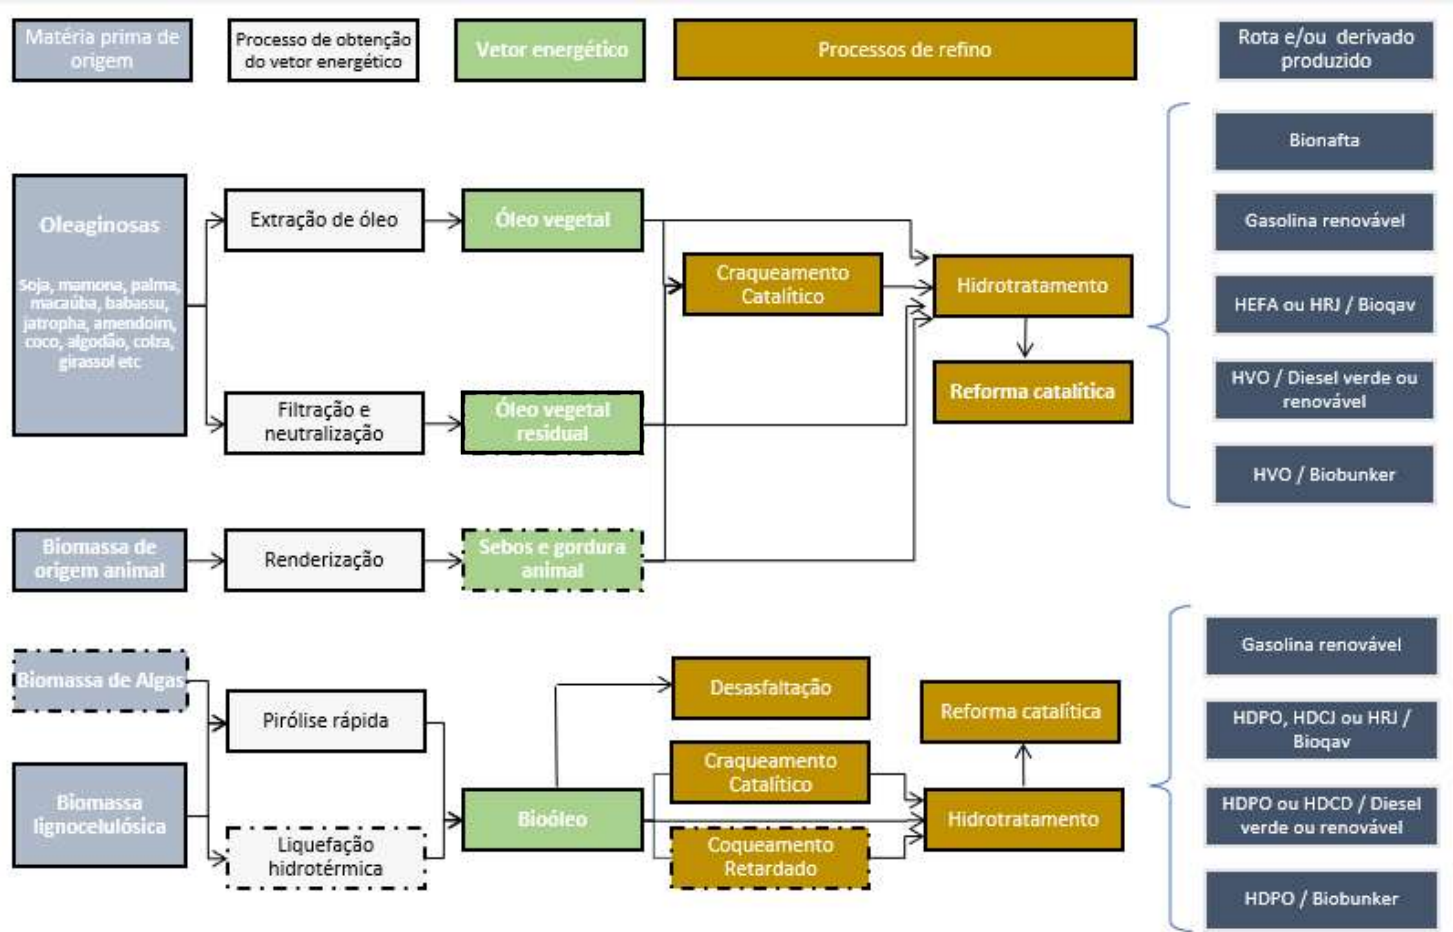 Matéria prima de
origem
Processo de obtenção
do vetor energético
Vetor energético
Processos de refino
Rota e/ou derivado
produzido
Oleaginosas
Soja, mamona, palma,
macaúba, babassu,
jatropha, amendoim,
coco, algodão, colza,
girassol etc
Extração de óleo
Óleo vegetal
Craqueamento
Catalítico
Hidrotratamento
Reforma catalítica
Filtração e
neutralização
Óleo vegetal
residual
Biomassa de
origem animal
Renderização
Sebos e gordura
animal
Bionafta
Gasolina renovável
HEFA ou HRJ / Bioqav
HVO / Diesel verde ou
renovável
HVO / Biobunker
Biomassa de Algas
Biomassa
lignocelulósica
Pirólise rápida
Liquefação
hidrotérmica
Bioóleo
Desasfaltação
Craqueamento
Catalítico
Coqueamento
Retardado
Reforma catalítica
Hidrotratamento
Gasolina renovável
HDPO, HDCJ ou HRJ /
Bioqav
HDPO ou HDCD / Diesel
verde ou renovável
HDPO / Biobunker